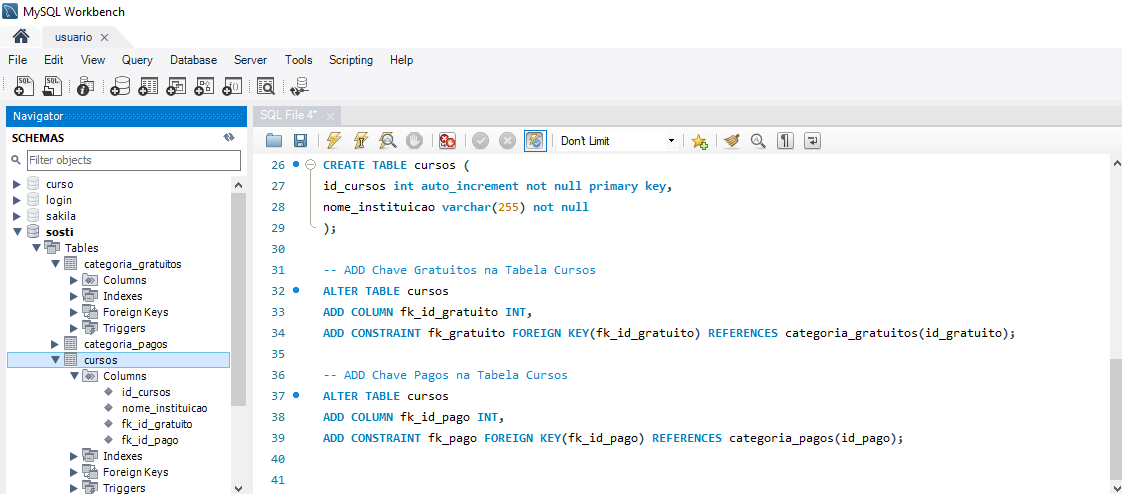 MySQL Workbench
usuario
File Edit View Query Database Server Tools Scripting Help
Navigator
SCHEMAS
Filter objects
curso
login
sakila
sosti
Tables
categoria_gratuitos
Columns
Indexes
Foreign Keys
Triggers
categoria_pagos
cursos
Columns
id_cursos
nome_instituicao
fk_id_gratuito
fk_id_pago
Indexes
Foreign Keys
Triggers
SQL File 4*
Don't Limit
26 CREATE TABLE cursos (
27 id_cursos int auto_increment not null primary key,
28 nome_instituicao varchar(255) not null
29 );
30
31 -- ADD Chave Gratuitos na Tabela Cursos
32 ALTER TABLE cursos
33 ADD COLUMN fk_id_gratuito INT,
34 ADD CONSTRAINT fk_gratuito FOREIGN KEY(fk_id_gratuito) REFERENCES categoria_gratuitos(id_gratuito);
35
36 -- ADD Chave Pagos na Tabela Cursos
37 ALTER TABLE cursos
38 ADD COLUMN fk_id_pago INT,
39 ADD CONSTRAINT fk_pago FOREIGN KEY(fk_id_pago) REFERENCES categoria_pagos(id_pago);
40
41